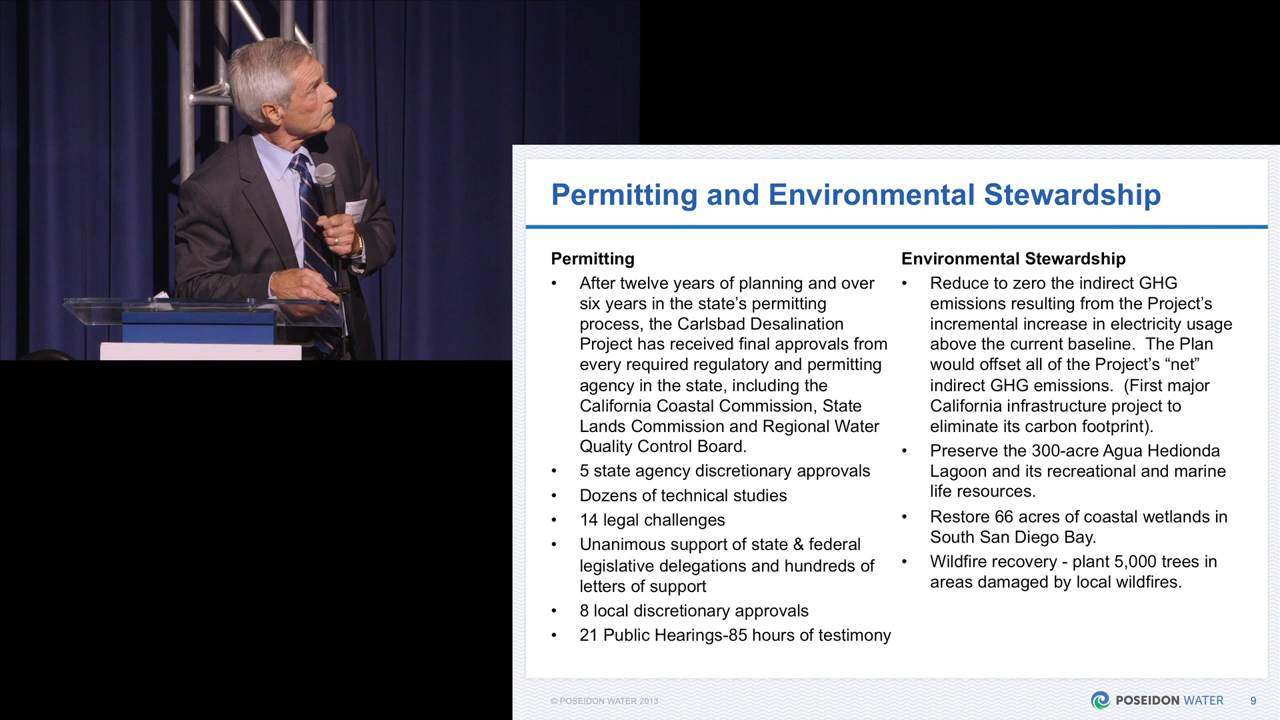 Permitting and Environmental Stewardship
Permitting
• After twelve years of planning and over
six years in the state’s permitting
process, the Carlsbad Desalination
Project has received final approvals from
every required regulatory and permitting
agency in the state, including the
California Coastal Commission, State
Lands Commission and Regional Water
Quality Control Board.
• 5 state agency discretionary approvals
• Dozens of technical studies
• 14 legal challenges
• Unanimous support of state & federal
legislative delegations and hundreds of
letters of support
• 8 local discretionary approvals
• 21 Public Hearings-85 hours of testimony
Environmental Stewardship
• Reduce to zero the indirect GHG
emissions resulting from the Project’s
incremental increase in electricity usage
above the current baseline.  The Plan
would offset all of the Project’s “net”
indirect GHG emissions.  (First major
California infrastructure project to
eliminate its carbon footprint).
• Preserve the 300-acre Agua Hedionda
Lagoon and its recreational and marine
life resources.
• Restore 66 acres of coastal wetlands in
South San Diego Bay.
• Wildfire recovery - plant 5,000 trees in
areas damaged by local wildfires.
© POSEIDON WATER 2013
POSEIDON WATER
9